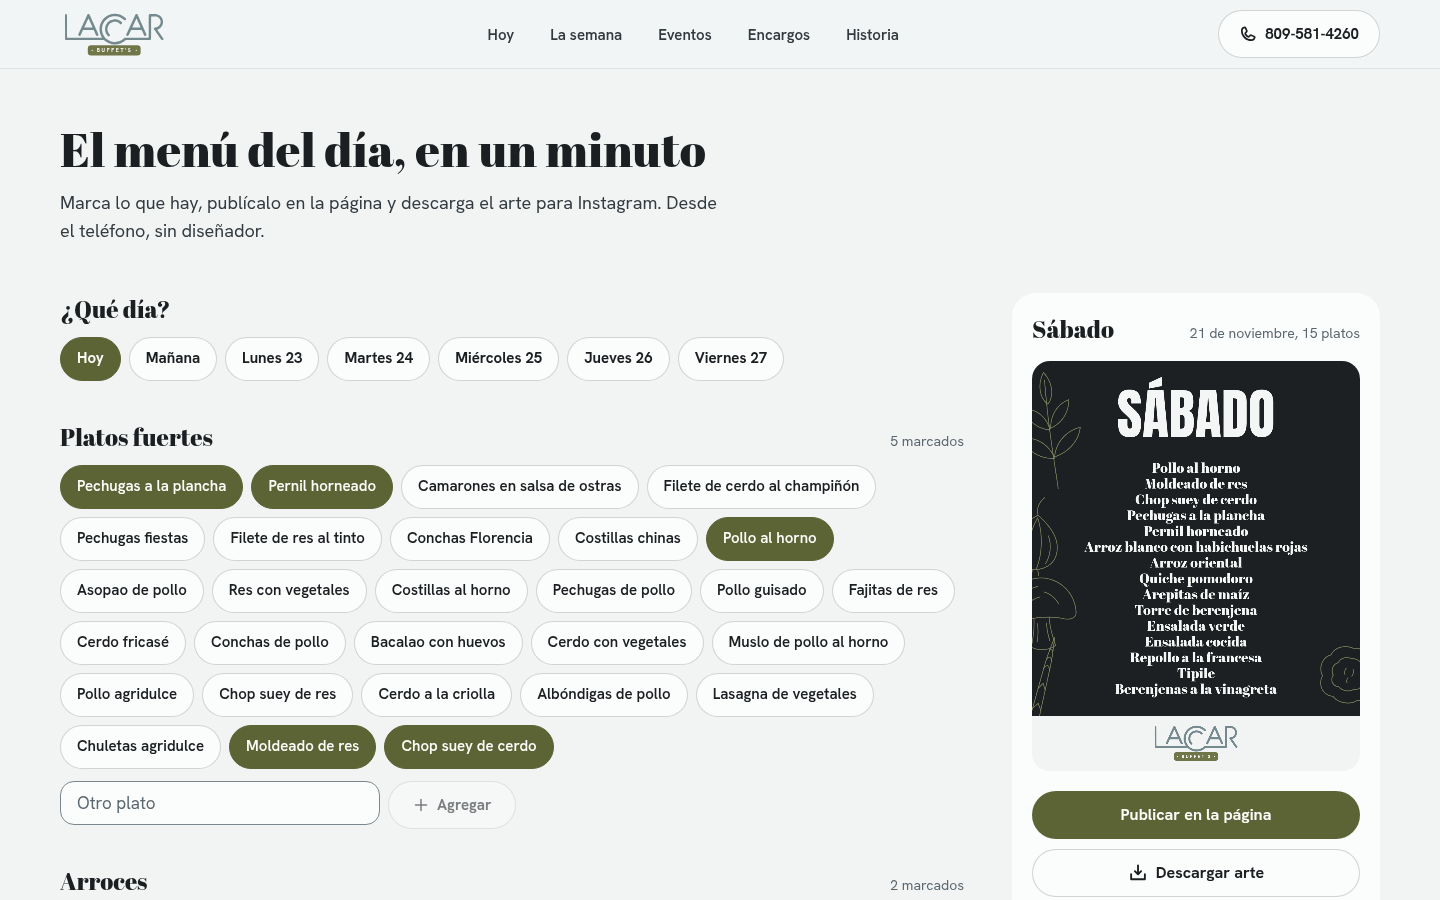 LACAR
BUFFET'S
Hoy
La semana
Eventos
Encargos
Historia
809-581-4260
El menú del día, en un minuto
Marca lo que hay, publícalo en la página y descarga el arte para Instagram. Desde
el teléfono, sin diseñador.
¿Qué día?
Hoy
Mañana
Lunes 23
Martes 24
Miércoles 25
Jueves 26
Viernes 27
Platos fuertes
5 marcados
Pechugas a la plancha
Pernil horneado
Camarones en salsa de ostras
Filete de cerdo al champiñón
Pechugas fiestas
Filete de res al tinto
Conchas Florencia
Costillas chinas
Pollo al horno
Asopao de pollo
Res con vegetales
Costillas al horno
Pechugas de pollo
Pollo guisado
Fajitas de res
Cerdo fricasé
Conchas de pollo
Bacalao con huevos
Cerdo con vegetales
Muslo de pollo al horno
Pollo agridulce
Chop suey de res
Cerdo a la criolla
Albóndigas de pollo
Lasagna de vegetales
Chuletas agridulce
Moldeado de res
Chop suey de cerdo
Otro plato
Agregar
Arroces
2 marcados
Sábado
21 de noviembre, 15 platos
SÁBADO
Pollo al horno
Moldeado de res
Chop suey de cerdo
Pechugas a la plancha
Pernil horneado
Arroz blanco con habichuelas rojas
Arroz oriental
Quiche pomodoro
Arepitas de maíz
Torre de berenjena
Ensalada verde
Ensalada cocida
Repollo a la francesa
Tipile
Berenjenas a la vinagreta
LACAR
BUFFET'S
Publicar en la página
Descargar arte